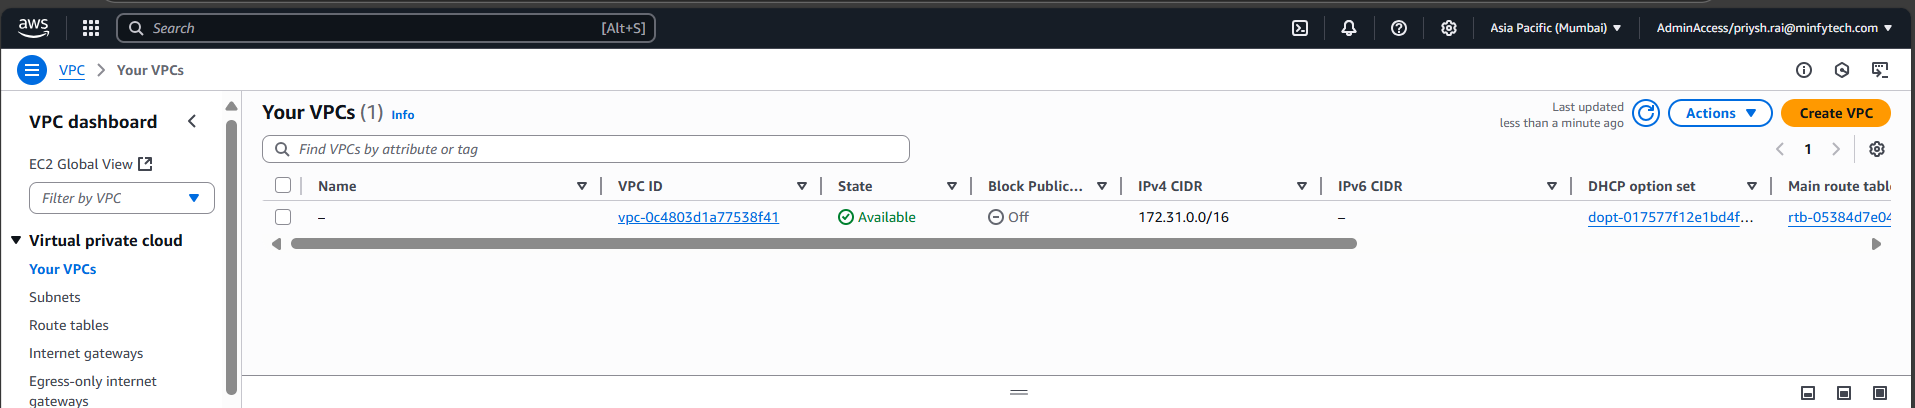 aws
Search [Alt+S]
Asia Pacific (Mumbai)
AdminAccess/priysh.rai@minfytech.com
VPC > Your VPCs
VPC dashboard
EC2 Global View
Filter by VPC
Virtual private cloud
Your VPCs
Subnets
Route tables
Internet gateways
Egress-only internet
gateways
Your VPCs (1) Info
Last updated
less than a minute ago
Actions
Create VPC
Find VPCs by attribute or tag
1
Name VPC ID State Block Public... IPv4 CIDR IPv6 CIDR DHCP option set Main route table
– vpc-0c4803d1a77538f41 Available Off 172.31.0.0/16 – dopt-017577f12e1bd4f... rtb-05384d7e04